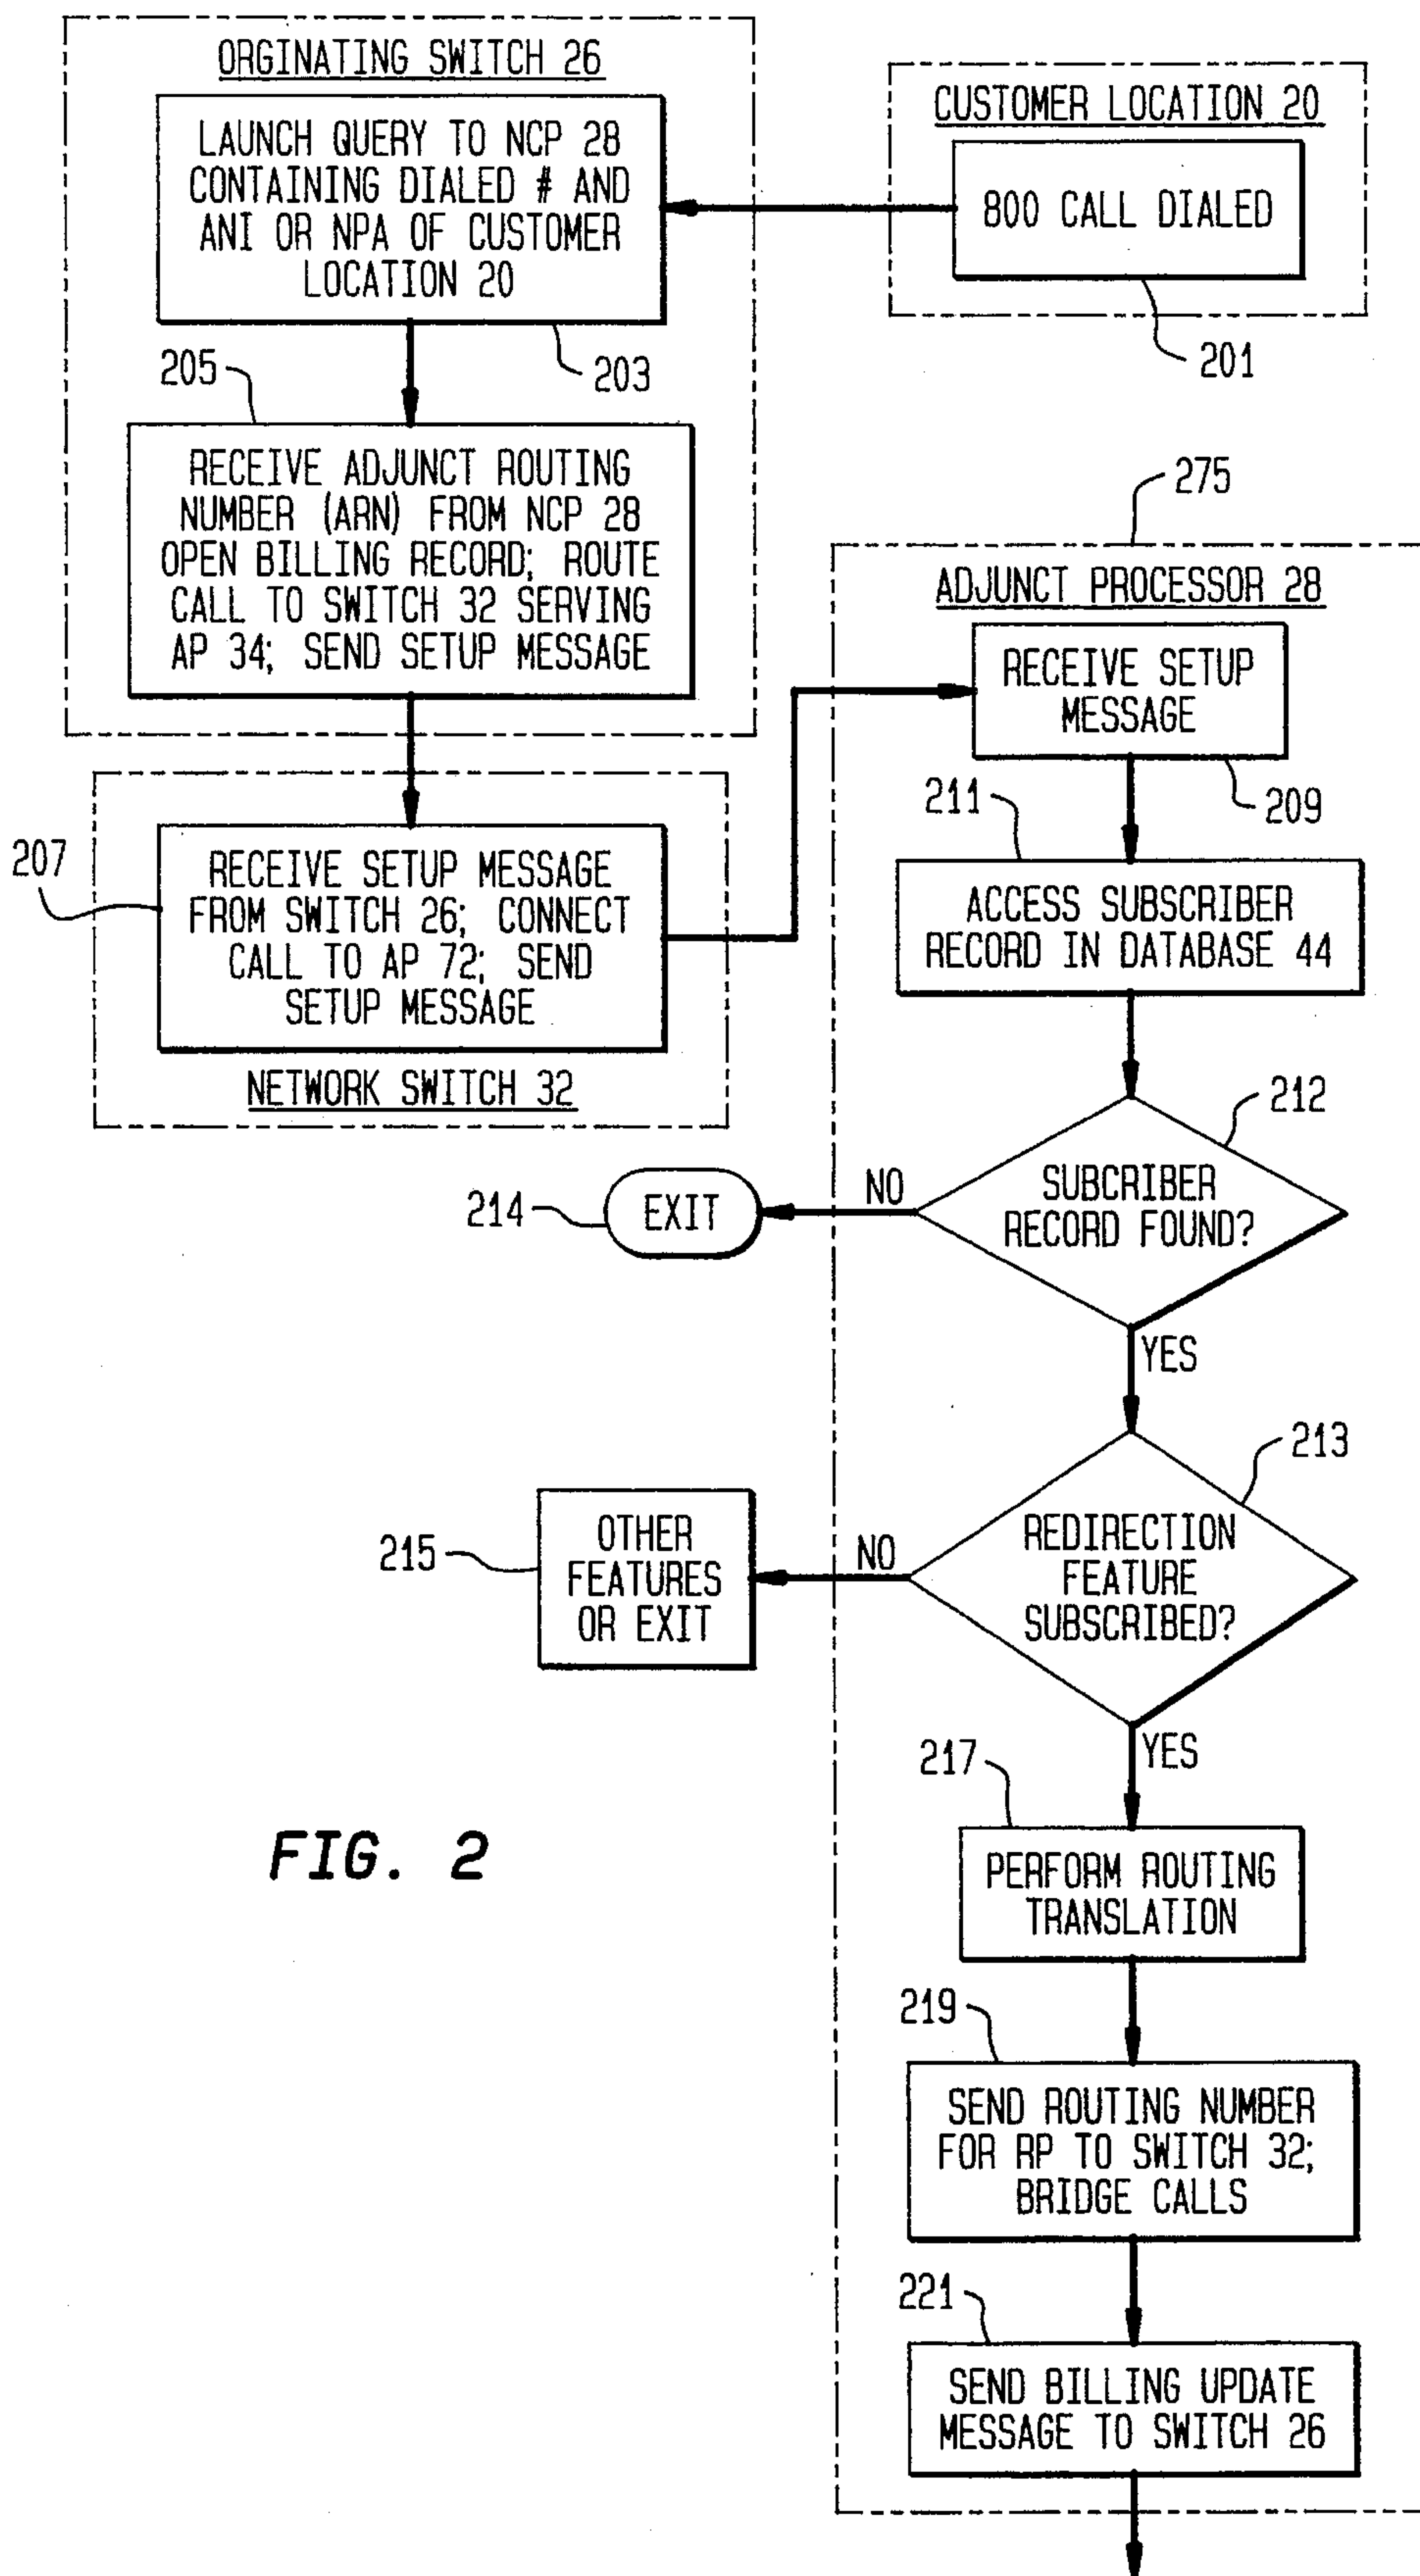 ORGINATING SWITCH 26
LAUNCH QUERY TO NCP 28
CONTAINING DIALED # AND
ANI OR NPA OF CUSTOMER
LOCATION 20
203
CUSTOMER LOCATION 20
800 CALL DIALED
201
205
RECEIVE ADJUNCT ROUTING
NUMBER (ARN) FROM NCP 28
OPEN BILLING RECORD; ROUTE
CALL TO SWITCH 32 SERVING
AP 34; SEND SETUP MESSAGE
207
RECEIVE SETUP MESSAGE
FROM SWITCH 26; CONNECT
CALL TO AP 72; SEND
SETUP MESSAGE
NETWORK SWITCH 32
275
ADJUNCT PROCESSOR 28
RECEIVE SETUP
MESSAGE
209
211
ACCESS SUBSCRIBER
RECORD IN DATABASE 44
212
SUBCRIBER
RECORD FOUND?
NO
214
EXIT
YES
213
REDIRECTION
FEATURE
SUBSCRIBED?
NO
215
OTHER
FEATURES
OR EXIT
YES
217
PERFORM ROUTING
TRANSLATION
219
SEND ROUTING NUMBER
FOR RP TO SWITCH 32;
BRIDGE CALLS
221
SEND BILLING UPDATE
MESSAGE TO SWITCH 26
FIG. 2